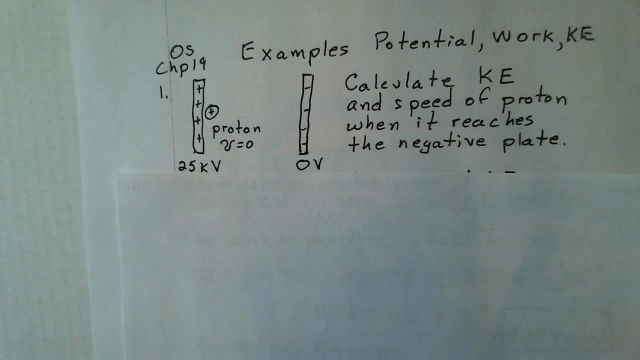 OS
Chp19
Examples Potential, Work, KE
1.
+
+
+
+
+
proton
v=0
25KV
-
-
-
-
0V
Calculate KE
and speed of proton
when it reaches
the negative plate.